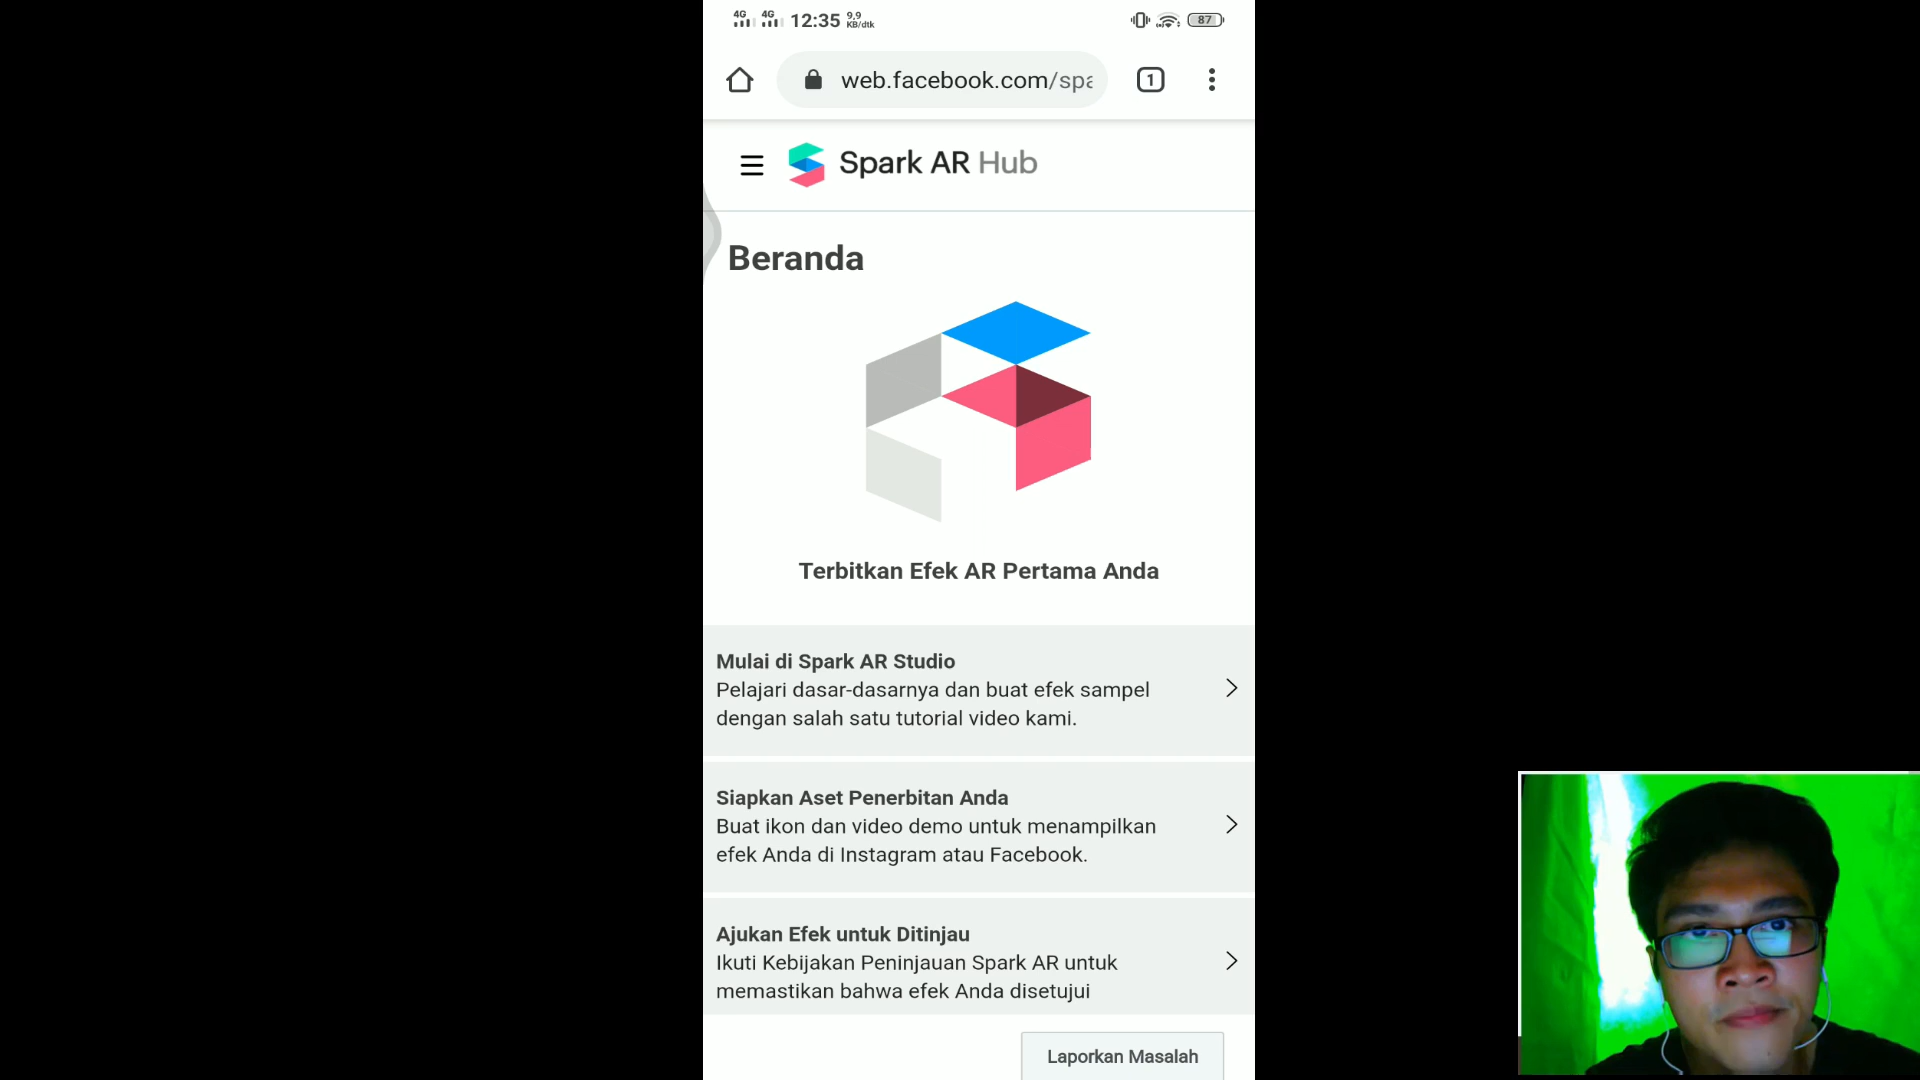 4G 4G 12:35 9,9 KB/dtk 87
web.facebook.com/spa 1
Spark AR Hub
Beranda
Terbitkan Efek AR Pertama Anda
Mulai di Spark AR Studio
Pelajari dasar-dasarnya dan buat efek sampel
dengan salah satu tutorial video kami.
Siapkan Aset Penerbitan Anda
Buat ikon dan video demo untuk menampilkan
efek Anda di Instagram atau Facebook.
Ajukan Efek untuk Ditinjau
Ikuti Kebijakan Peninjauan Spark AR untuk
memastikan bahwa efek Anda disetujui
Laporkan Masalah